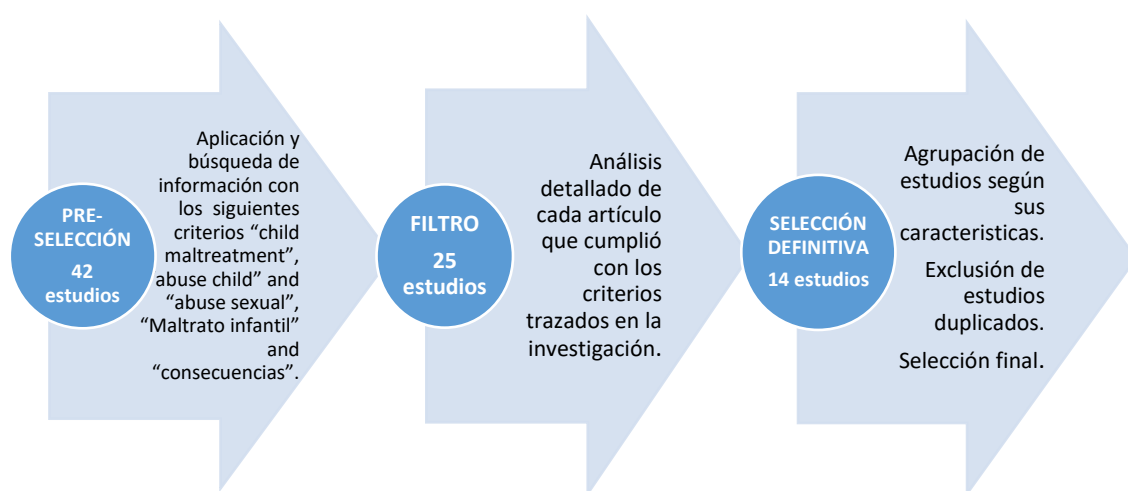 PRE-
SELECCIÓN
42
estudios
Aplicación y
búsqueda de
información con
los siguientes
criterios “child
maltreatment”,
abuse child” and
“abuse sexual”,
“Maltrato infantil”
and
“consecuencias”.
FILTRO
25
estudios
Análisis
detallado de
cada artículo
que cumplió
con los
criterios
trazados en la
investigación.
SELECCIÓN
DEFINITIVA
14 estudios
Agrupación de
estudios según
sus
caracteristicas.
Exclusión de
estudios
duplicados.
Selección final.